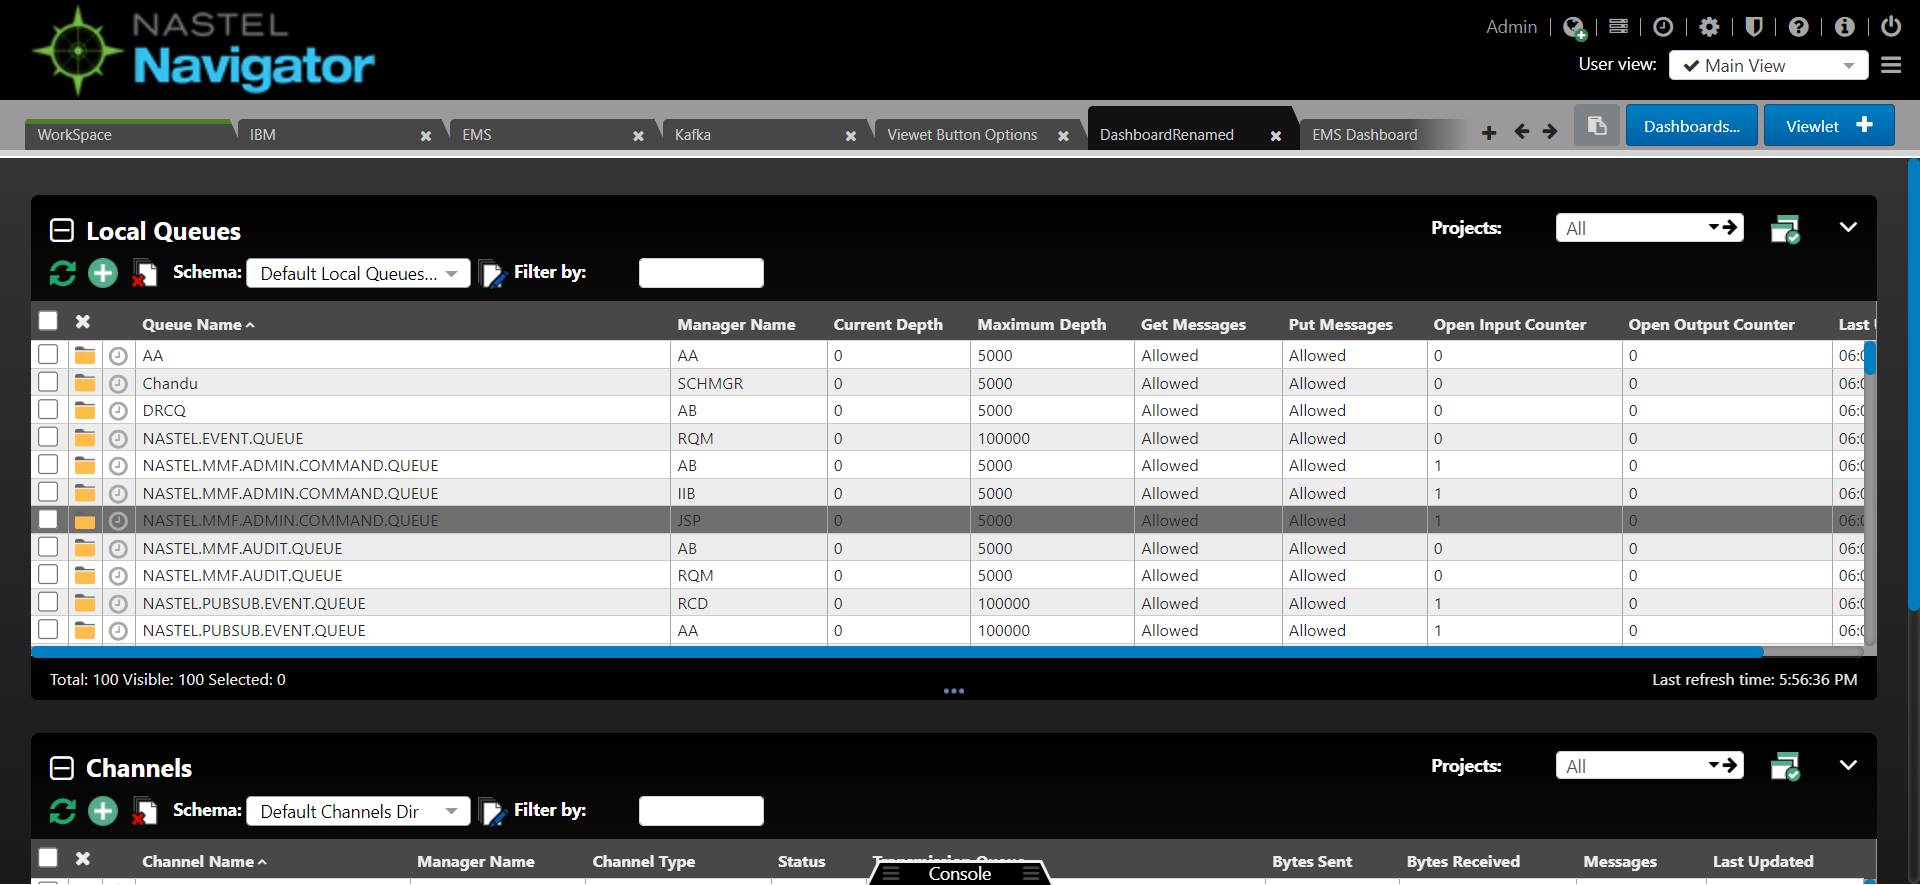 NASTEL
Navigator
Admin
User view: Main View
WorkSpace IBM EMS Kafka Viewet Button Options DashboardRenamed EMS Dashboard Dashboards... Viewlet
Local Queues Projects: All
Schema: Default Local Queues... Filter by:
Queue Name Manager Name Current Depth Maximum Depth Get Messages Put Messages Open Input Counter Open Output Counter Last
AA AA 0 5000 Allowed Allowed 0 0 06:0
Chandu SCHMGR 0 5000 Allowed Allowed 0 0 06:0
DRCQ AB 0 5000 Allowed Allowed 0 0 06:0
NASTEL.EVENT.QUEUE RQM 0 100000 Allowed Allowed 0 0 06:0
NASTEL.MMF.ADMIN.COMMAND.QUEUE AB 0 5000 Allowed Allowed 1 0 06:0
NASTEL.MMF.ADMIN.COMMAND.QUEUE IIB 0 5000 Allowed Allowed 1 0 06:0
NASTEL.MMF.ADMIN.COMMAND.QUEUE JSP 0 5000 Allowed Allowed 1 0 06:0
NASTEL.MMF.AUDIT.QUEUE AB 0 5000 Allowed Allowed 0 0 06:0
NASTEL.MMF.AUDIT.QUEUE RQM 0 5000 Allowed Allowed 0 0 06:0
NASTEL.PUBSUB.EVENT.QUEUE RCD 0 100000 Allowed Allowed 1 0 06:0
NASTEL.PUBSUB.EVENT.QUEUE AA 0 100000 Allowed Allowed 1 0 06:0
Total: 100 Visible: 100 Selected: 0 Last refresh time: 5:56:36 PM
Channels Projects: All
Schema: Default Channels Dir Filter by:
Channel Name Manager Name Channel Type Status Transmission Queue Bytes Sent Bytes Received Messages Last Updated
Console